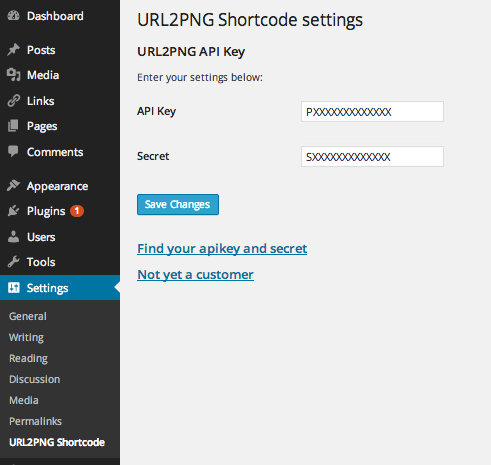 Dashboard
Posts
Media
Links
Pages
Comments
Appearance
Plugins 1
Users
Tools
Settings
General
Writing
Reading
Discussion
Media
Permalinks
URL2PNG Shortcode
URL2PNG Shortcode settings
URL2PNG API Key
Enter your settings below:
API Key PXXXXXXXXXXXXX
Secret SXXXXXXXXXXXXX
Save Changes
Find your apikey and secret
Not yet a customer